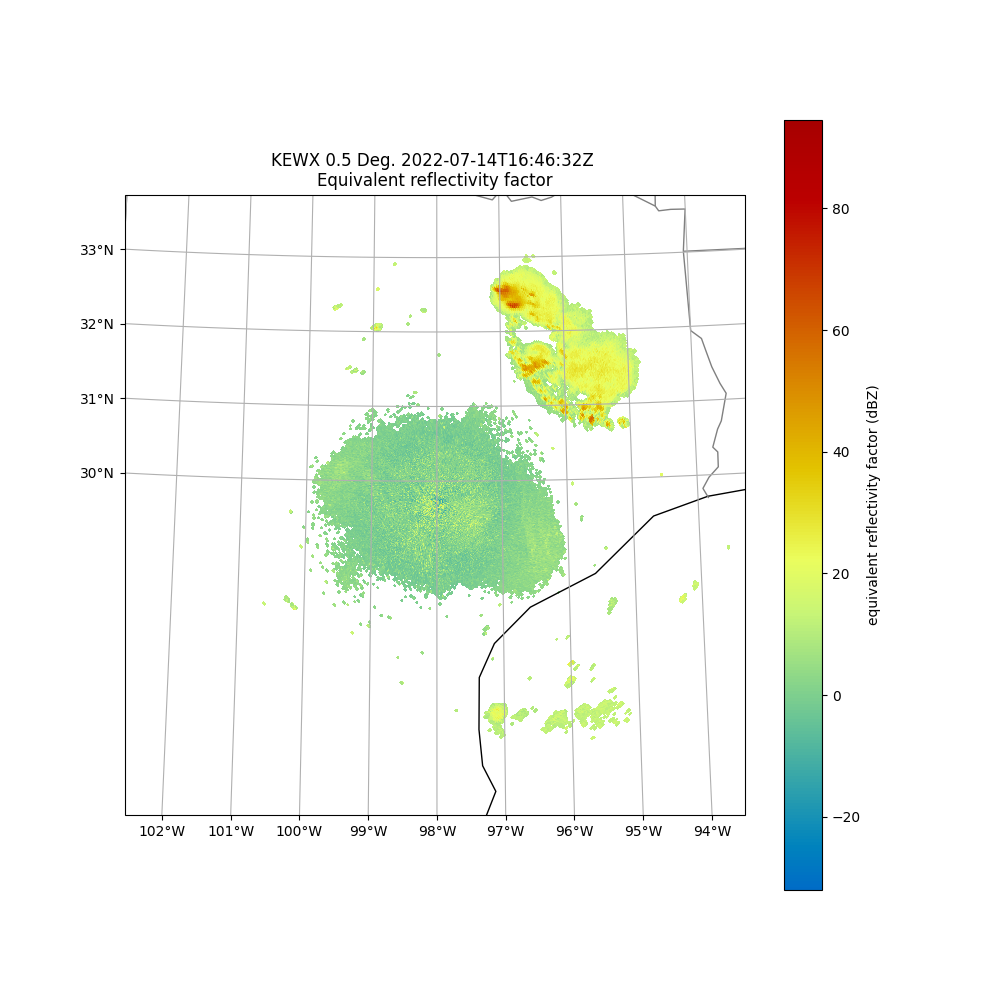 KEWX 0.5 Deg. 2022-07-14T16:46:32Z
Equivalent reflectivity factor
33°N
32°N
31°N
30°N
102°W 101°W 100°W 99°W 98°W 97°W 96°W 95°W 94°W
80
60
40
20
0
−20
equivalent reflectivity factor (dBZ)